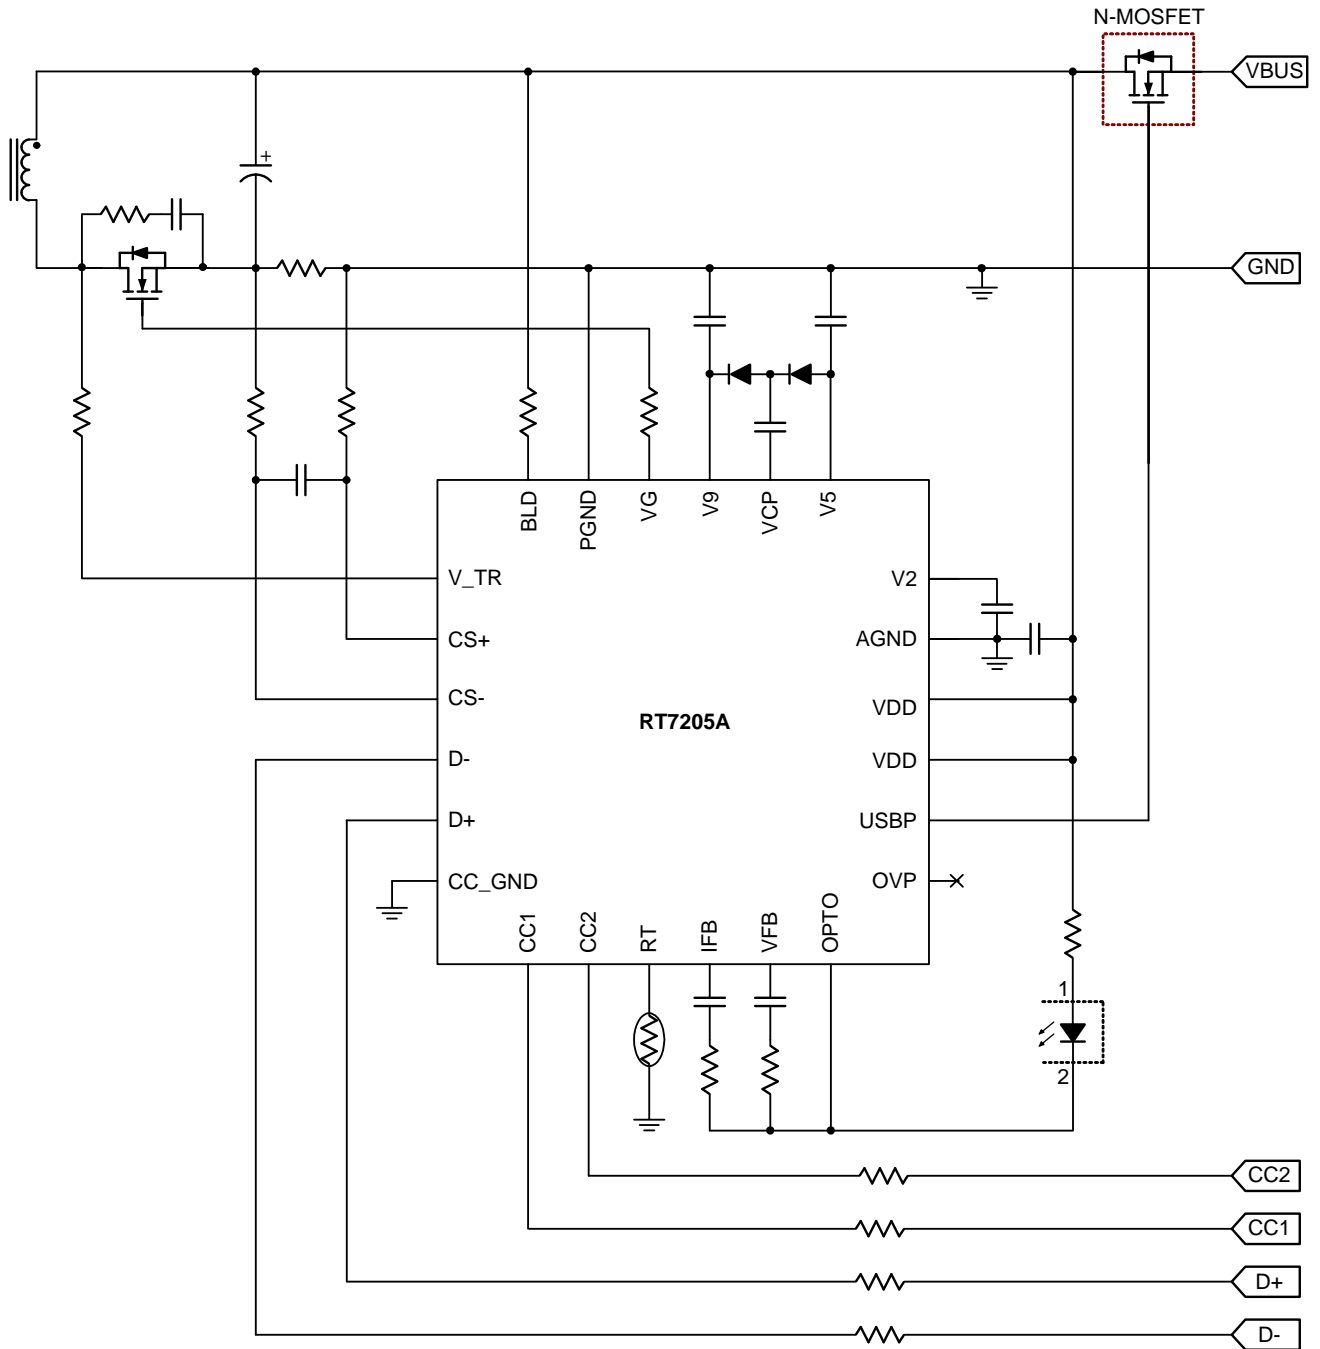 N-MOSFET
VBUS
+
GND
BLD
PGND
VG
V9
VCP
V5
V_TR
V2
CS+
AGND
CS-
VDD
RT7205A
D-
VDD
D+
USBP
CC_GND
OVP
CC1
CC2
RT
IFB
VFB
OPTO
1
2
CC2
CC1
D+
D-